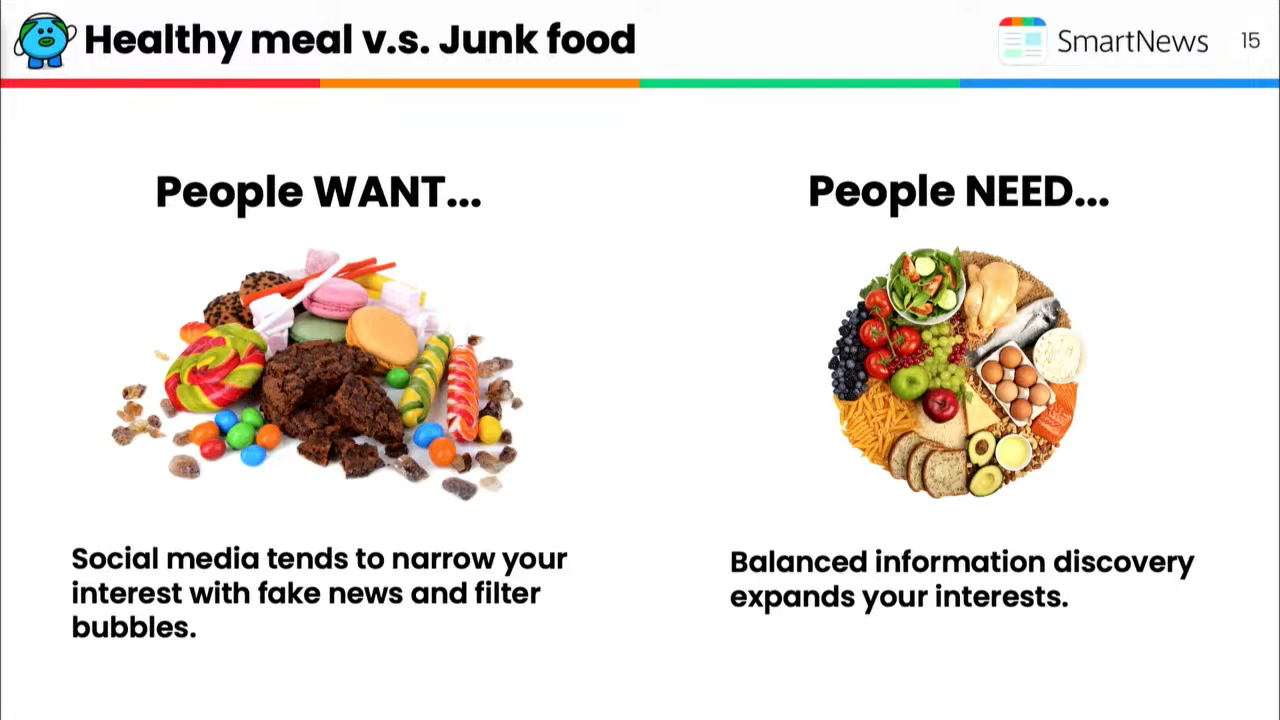 Healthy meal v.s. Junk food
SmartNews
15
People WANT...
People NEED...
Social media tends to narrow your
interest with fake news and filter
bubbles.
Balanced information discovery
expands your interests.